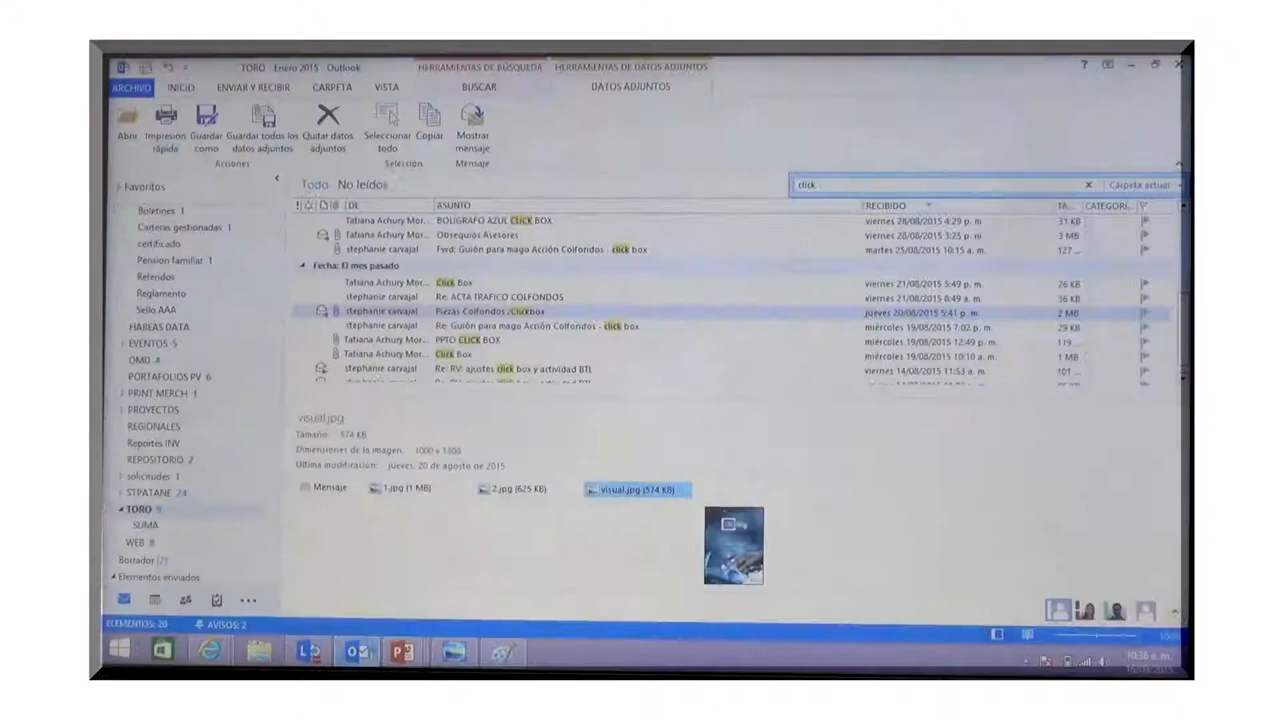 TORO Enero 2015 Outlook
HERRAMIENTAS DE BÚSQUEDA
HERRAMIENTAS DE DATOS ADJUNTOS
?
ARCHIVO INICIO ENVIAR Y RECIBIR CARPETA VISTA BUSCAR DATOS ADJUNTOS
Abrir
Impresión rápida
Guardar como
Guardar todos los datos adjuntos
Quitar datos adjuntos
Seleccionar todo
Copiar
Mostrar mensaje
Acciones Selección Mensaje
Favoritos
Boletines 1
Carteras gestionadas 1
certificado
Pension familiar 1
Referidos
Reglamento
Sello AAA
HABEAS DATA
EVENTOS 5
OMD 4
PORTAFOLIOS PV 6
PRINT MERCH 1
PROYECTOS
REGIONALES
Reportes INV
REPOSITORIO 2
solicitudes 1
STPATANE 24
TORO 9
SUMA
WEB 8
Borrador [2]
Elementos enviados
Todo No leídos
click
Carpeta actual
DE ASUNTO RECIBIDO TA... CATEGORI...
Tatiana Achury Mor... BOLIGRAFO AZUL CLICK BOX viernes 28/08/2015 4:29 p. m. 31 KB
Tatiana Achury Mor... Obsequios Asesores viernes 28/08/2015 3:25 p. m. 3 MB
stephanie carvajal Fwd: Guión para mago Acción Colfondos - click box martes 25/08/2015 10:15 a. m. 127 ...
Fecha: El mes pasado
Tatiana Achury Mor... Click Box viernes 21/08/2015 5:49 p. m. 26 KB
stephanie carvajal Re: ACTA TRAFICO COLFONDOS viernes 21/08/2015 8:49 a. m. 36 KB
stephanie carvajal Piezas Colfondos /Clickbox jueves 20/08/2015 5:41 p. m. 2 MB
stephanie carvajal Re: Guión para mago Acción Colfondos - click box miércoles 19/08/2015 7:02 p. m. 29 KB
Tatiana Achury Mor... PPTO CLICK BOX miércoles 19/08/2015 12:49 p. m. 119 ...
Tatiana Achury Mor... Click Box miércoles 19/08/2015 10:10 a. m. 1 MB
stephanie carvajal Re: RV: ajustes click box y actividad BTL viernes 14/08/2015 11:53 a. m. 101 ...
visual.jpg
Tamaño: 574 KB
Dimensiones de la imagen: 1000 x 1308
Última modificación: jueves, 20 de agosto de 2015
Mensaje 1.jpg (1 MB) 2.jpg (625 KB) visual.jpg (574 KB)
ELEMENTOS: 20 AVISOS: 2
10:36 a. m.